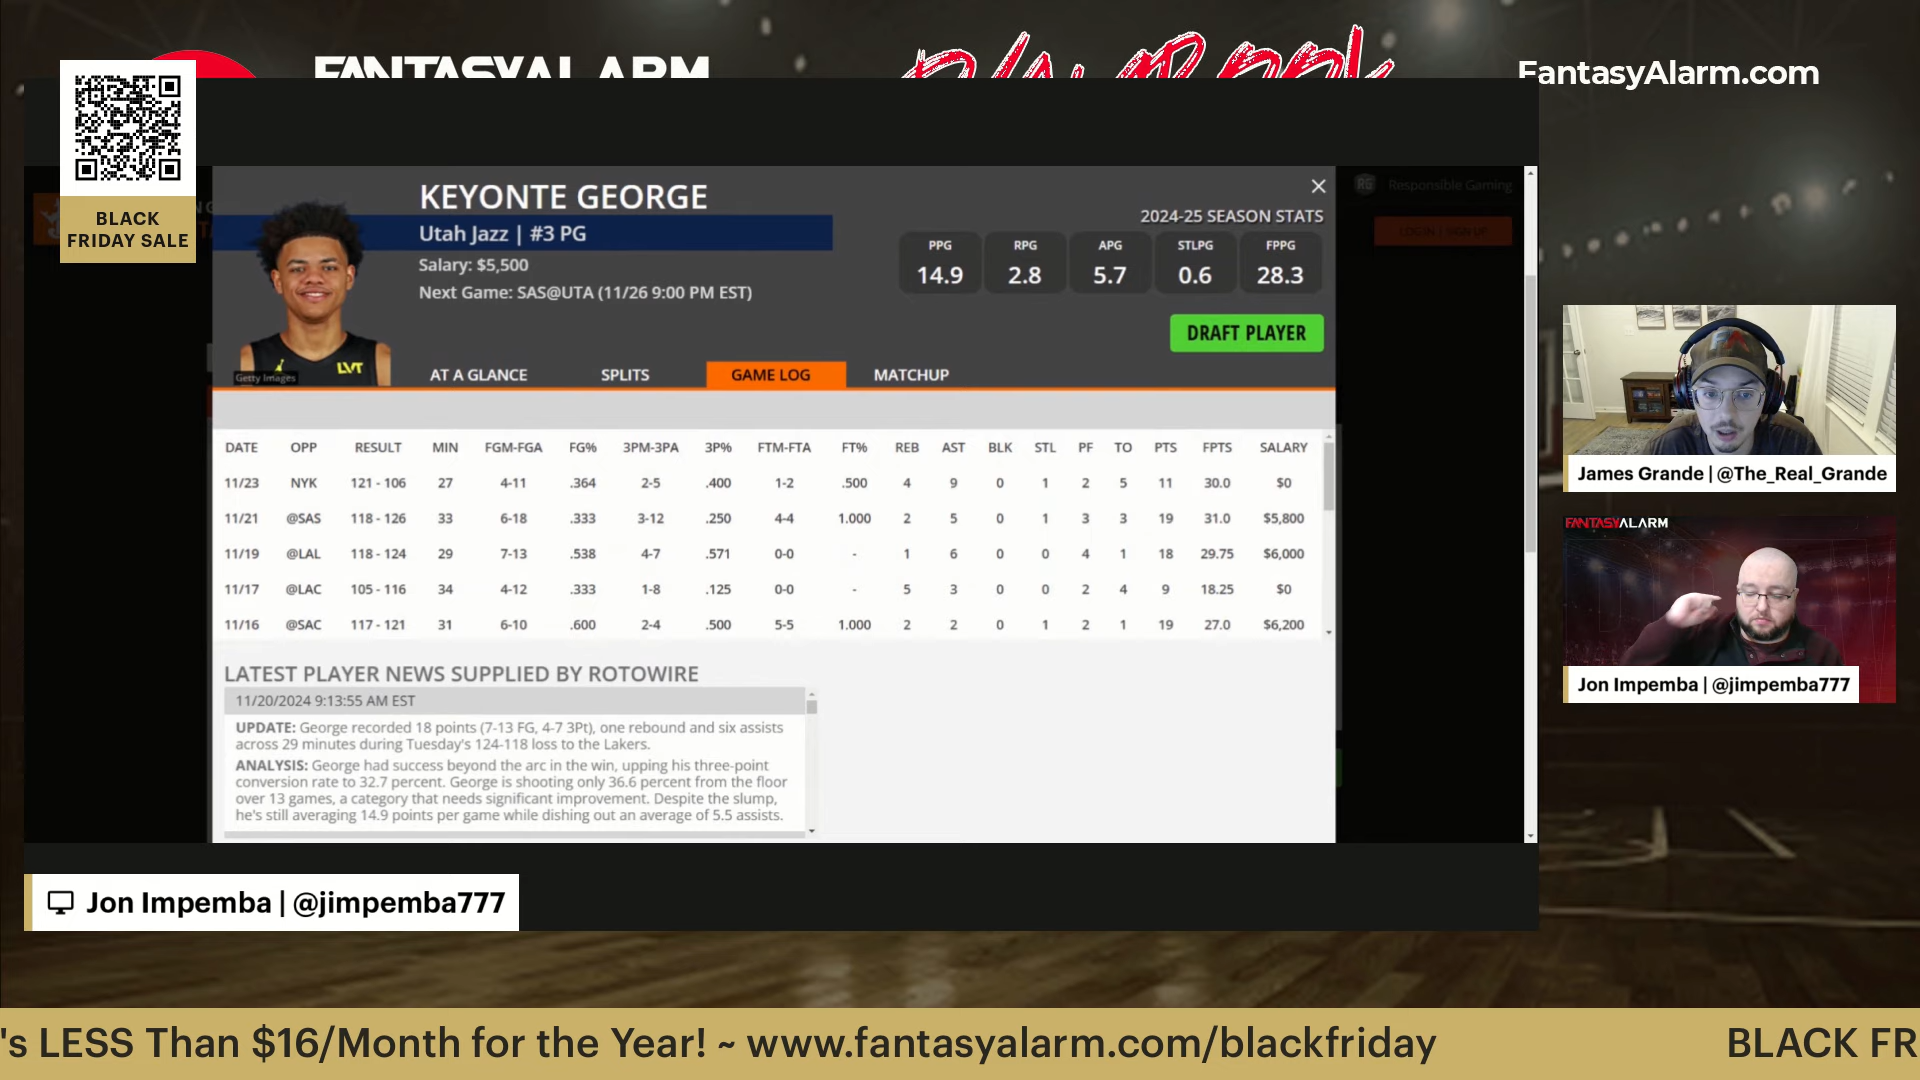 FANTASYALARM
FantasyAlarm.com
BLACK
FRIDAY SALE
KEYONTE GEORGE
Utah Jazz | #3 PG
Salary: $5,500
Next Game: SAS@UTA (11/26 9:00 PM EST)
Getty Images
LVT
2024-25 SEASON STATS
PPG RPG APG STLPG FPPG
14.9 2.8 5.7 0.6 28.3
DRAFT PLAYER
RG Responsible Gaming
LOG IN | SIGN UP
AT A GLANCE SPLITS GAME LOG MATCHUP
DATE OPP RESULT MIN FGM-FGA FG% 3PM-3PA 3P% FTM-FTA FT% REB AST BLK STL PF TO PTS FPTS SALARY
11/23 NYK 121 - 106 27 4-11 .364 2-5 .400 1-2 .500 4 9 0 1 2 5 11 30.0 $0
11/21 @SAS 118 - 126 33 6-18 .333 3-12 .250 4-4 1.000 2 5 0 1 3 3 19 31.0 $5,800
11/19 @LAL 118 - 124 29 7-13 .538 4-7 .571 0-0 - 1 6 0 0 4 1 18 29.75 $6,000
11/17 @LAC 105 - 116 34 4-12 .333 1-8 .125 0-0 - 5 3 0 0 2 4 9 18.25 $0
11/16 @SAC 117 - 121 31 6-10 .600 2-4 .500 5-5 1.000 2 2 0 1 2 1 19 27.0 $6,200
LATEST PLAYER NEWS SUPPLIED BY ROTOWIRE
11/20/2024 9:13:55 AM EST
UPDATE: George recorded 18 points (7-13 FG, 4-7 3Pt), one rebound and six assists
across 29 minutes during Tuesday's 124-118 loss to the Lakers.
ANALYSIS: George had success beyond the arc in the win, upping his three-point
conversion rate to 32.7 percent. George is shooting only 36.6 percent from the floor
over 13 games, a category that needs significant improvement. Despite the slump,
he's still averaging 14.9 points per game while dishing out an average of 5.5 assists.
James Grande | @The_Real_Grande
FANTASYALARM
Jon Impemba | @jimpemba777
Jon Impemba | @jimpemba777
's LESS Than $16/Month for the Year! ~ www.fantasyalarm.com/blackfriday
BLACK FR